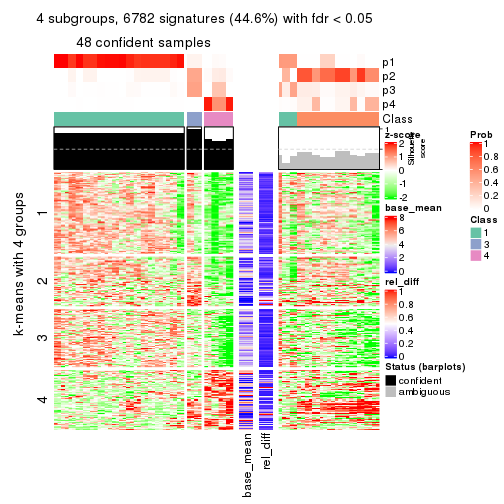 4 subgroups, 6782 signatures (44.6%) with fdr < 0.05
48 confident samples
p1
p2
p3
p4
Class
1
Silhouette
score
k-means with 4 groups
1
2
3
4
base_mean
rel_diff
z-score
2
1
0
-1
-2
base_mean
8
6
4
2
0
rel_diff
1
0.8
0.6
0.4
0.2
0
Status (barplots)
confident
ambiguous
Prob
1
0.8
0.6
0.4
0.2
0
Class
1
3
4